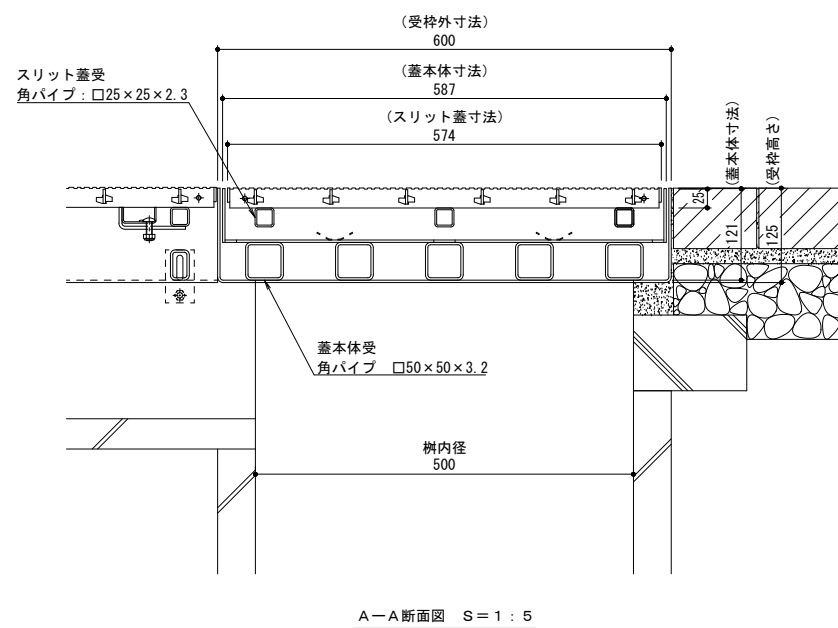 （受枠外寸法）
600
スリット蓋受
角パイプ：□25×25×2.3
（蓋本体寸法）
587
（スリット蓋寸法）
574
（蓋本体寸法）
（受枠高さ）
25
121
125
蓋本体受
角パイプ　□50×50×3.2
桝内径
500
A－A断面図　S＝1：5